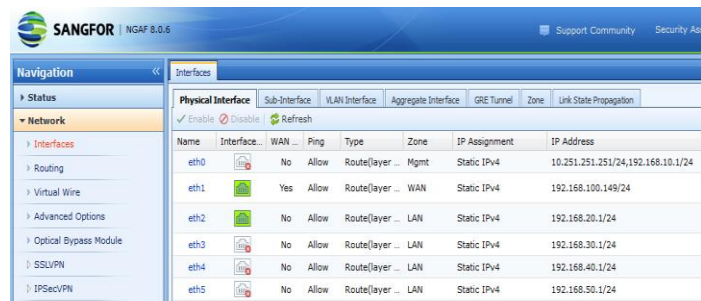 SANGFOR | NGAF 8.0.6
Support Community Security As
Navigation «
Interfaces
Status
Network
Interfaces
Routing
Virtual Wire
Advanced Options
Optical Bypass Module
SSLVPN
IPSecVPN
Physical Interface Sub-Interface VLAN Interface Aggregate Interface GRE Tunnel Zone Link State Propagation
Enable Disable Refresh
Name Interface... WAN ... Ping Type Zone IP Assignment IP Address
eth0 No Allow Route(layer ... Mgmt Static IPv4 10.251.251.251/24,192.168.10.1/24
eth1 Yes Allow Route(layer ... WAN Static IPv4 192.168.100.149/24
eth2 No Allow Route(layer ... LAN Static IPv4 192.168.20.1/24
eth3 No Allow Route(layer ... LAN Static IPv4 192.168.30.1/24
eth4 No Allow Route(layer ... LAN Static IPv4 192.168.40.1/24
eth5 No Allow Route(layer ... LAN Static IPv4 192.168.50.1/24